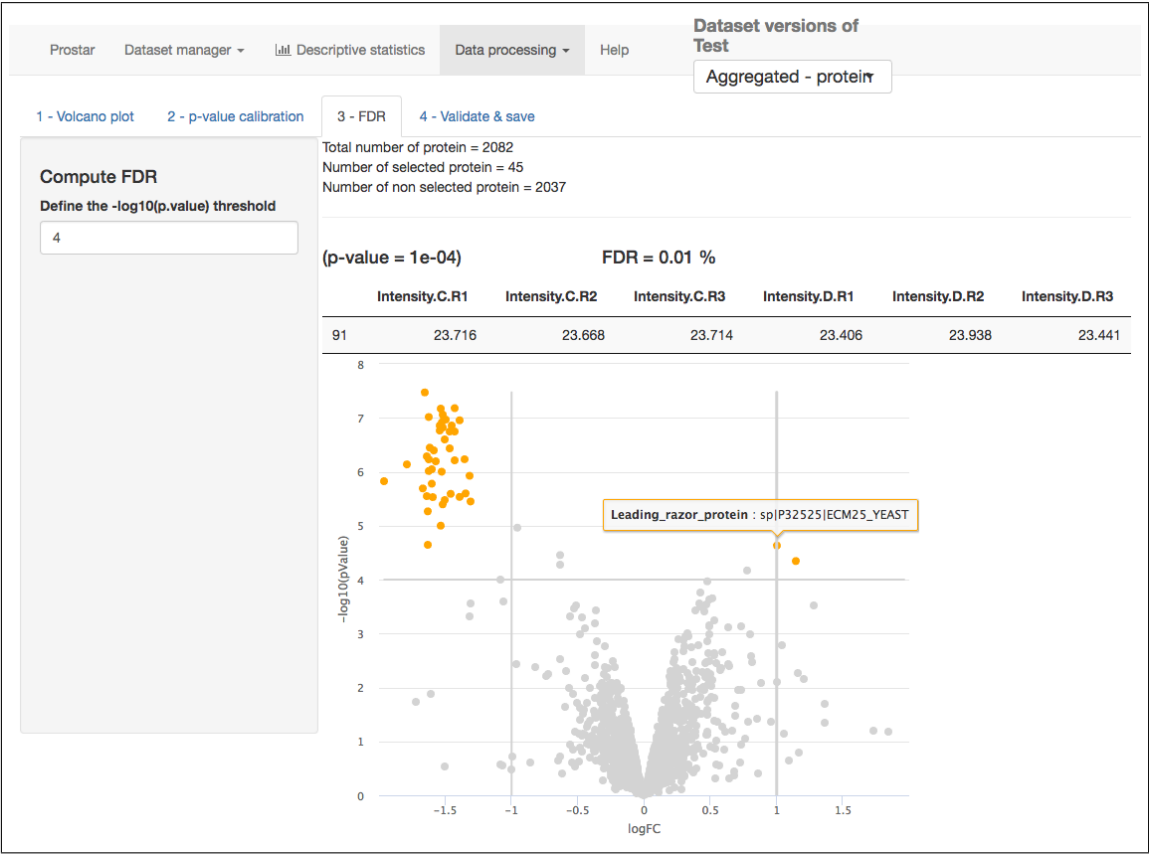 Dataset versions of
Test
Prostar Dataset manager Descriptive statistics Data processing Help
Aggregated - protein
1 - Volcano plot 2 - p-value calibration 3 - FDR 4 - Validate & save
Total number of protein = 2082
Number of selected protein = 45
Number of non selected protein = 2037
Compute FDR
Define the -log10(p.value) threshold
4
(p-value = 1e-04) FDR = 0.01 %
Intensity.C.R1 Intensity.C.R2 Intensity.C.R3 Intensity.D.R1 Intensity.D.R2 Intensity.D.R3
91 23.716 23.668 23.714 23.406 23.938 23.441
8
7
6
5
4
3
2
1
0
-log10(pValue)
Leading_razor_protein : sp|P32525|ECM25_YEAST
-1.5 -1 -0.5 0 0.5 1 1.5
logFC